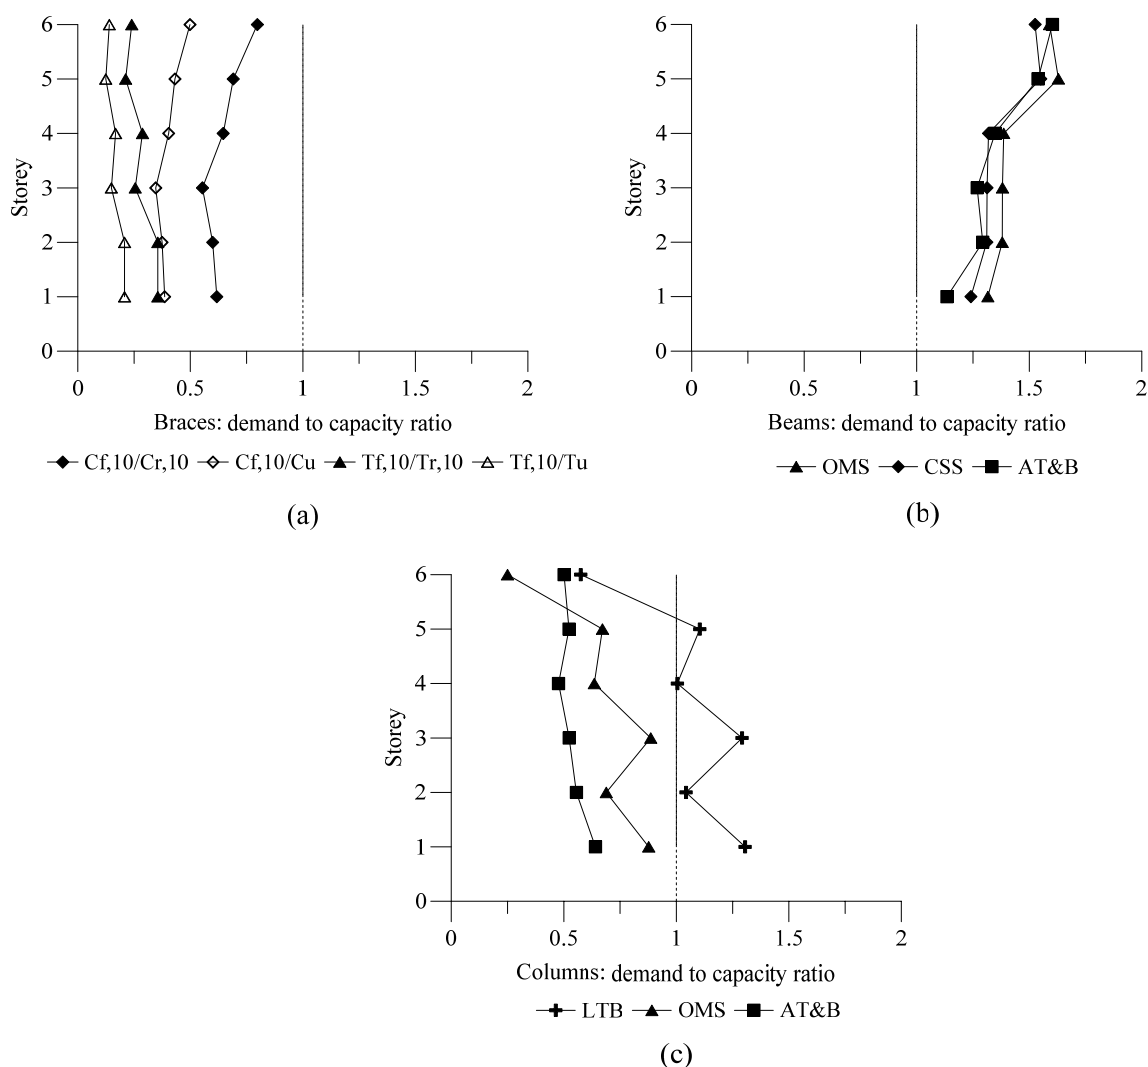 6
5
4
3
2
1
0
Storey
0 0.5 1 1.5 2
Braces: demand to capacity ratio
Cf,10/Cr,10 Cf,10/Cu Tf,10/Tr,10 Tf,10/Tu
(a)
6
5
4
3
2
1
0
Storey
0 0.5 1 1.5 2
Beams: demand to capacity ratio
OMS CSS AT&B
(b)
6
5
4
3
2
1
0
Storey
0 0.5 1 1.5 2
Columns: demand to capacity ratio
LTB OMS AT&B
(c)